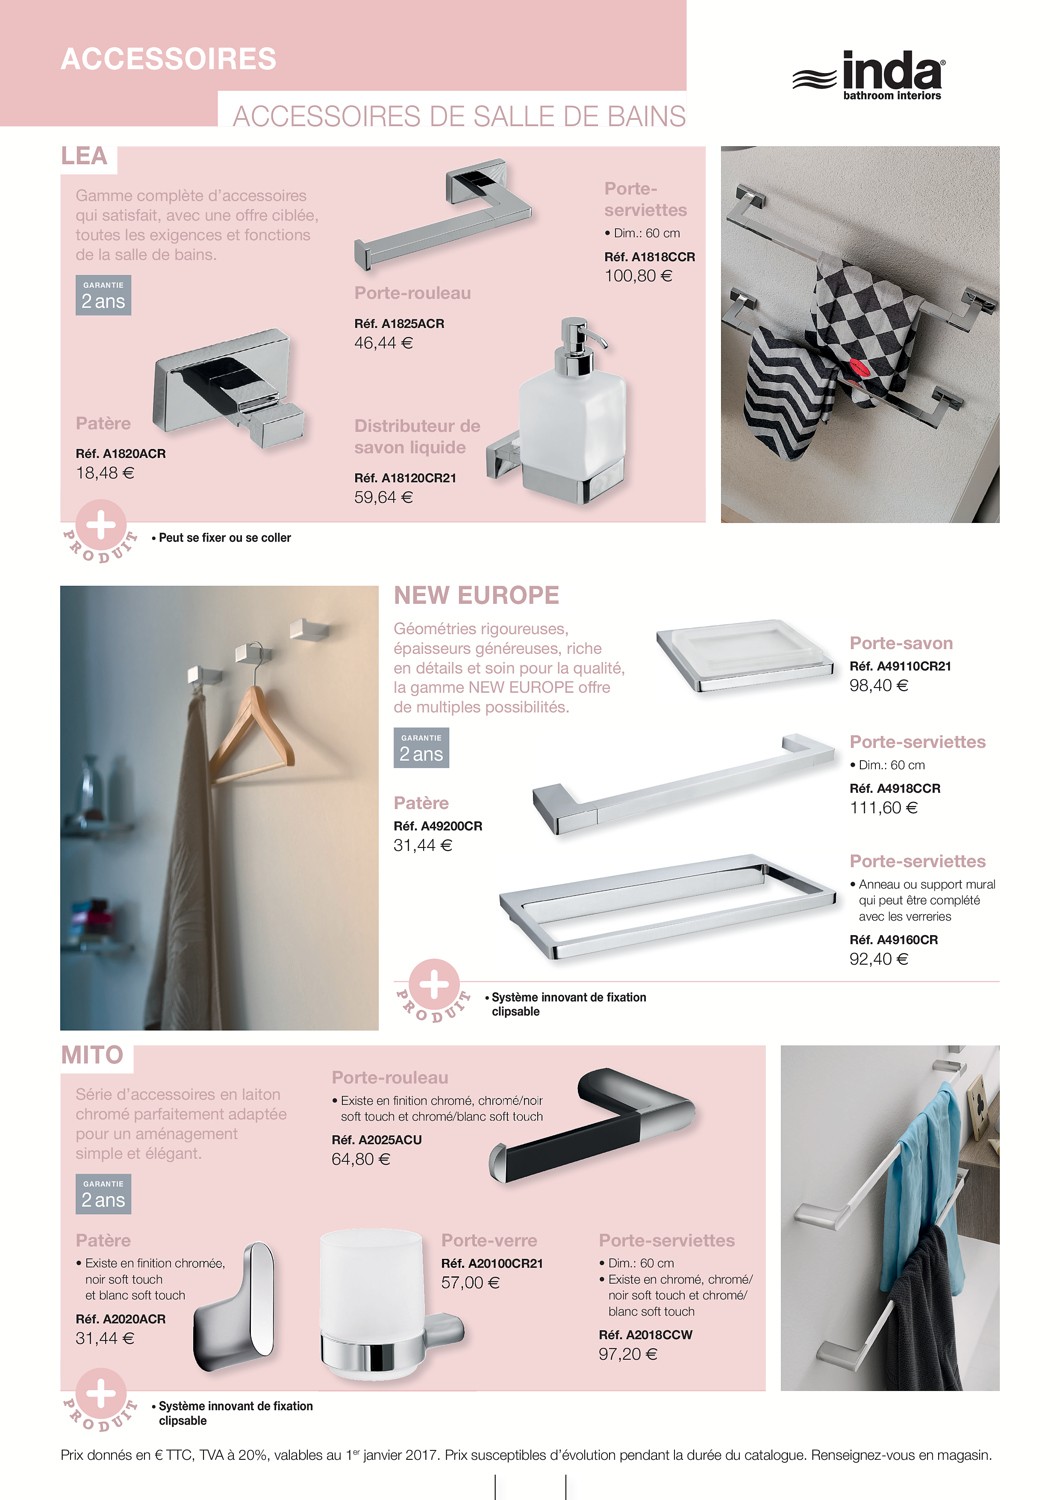 ACCESSOIRES
ACCESSOIRES DE SALLE DE BAINS
inda®
bathroom interiors
LEA
Gamme complète d'accessoires
qui satisfait, avec une offre ciblée,
toutes les exigences et fonctions
de la salle de bains.
GARANTIE
2 ans
Patère
Réf. A1820ACR
18,48 €
Porte-rouleau
Réf. A1825ACR
46,44 €
Distributeur de
savon liquide
Réf. A18120CR21
59,64 €
Porte-
serviettes
• Dim.: 60 cm
Réf. A1818CCR
100,80 €
PRODUIT
• Peut se fixer ou se coller
NEW EUROPE
Géométries rigoureuses,
épaisseurs généreuses, riche
en détails et soin pour la qualité,
la gamme NEW EUROPE offre
de multiples possibilités.
GARANTIE
2 ans
Patère
Réf. A49200CR
31,44 €
Porte-savon
Réf. A49110CR21
98,40 €
Porte-serviettes
• Dim.: 60 cm
Réf. A4918CCR
111,60 €
Porte-serviettes
• Anneau ou support mural
qui peut être complété
avec les verreries
Réf. A49160CR
92,40 €
PRODUIT
• Système innovant de fixation
clipsable
MITO
Série d'accessoires en laiton
chromé parfaitement adaptée
pour un aménagement
simple et élégant.
GARANTIE
2 ans
Porte-rouleau
• Existe en finition chromé, chromé/noir
soft touch et chromé/blanc soft touch
Réf. A2025ACU
64,80 €
Patère
• Existe en finition chromée,
noir soft touch
et blanc soft touch
Réf. A2020ACR
31,44 €
Porte-verre
Réf. A20100CR21
57,00 €
Porte-serviettes
• Dim.: 60 cm
• Existe en chromé, chromé/
noir soft touch et chromé/
blanc soft touch
Réf. A2018CCW
97,20 €
PRODUIT
• Système innovant de fixation
clipsable
Prix donnés en € TTC, TVA à 20%, valables au 1er janvier 2017. Prix susceptibles d'évolution pendant la durée du catalogue. Renseignez-vous en magasin.